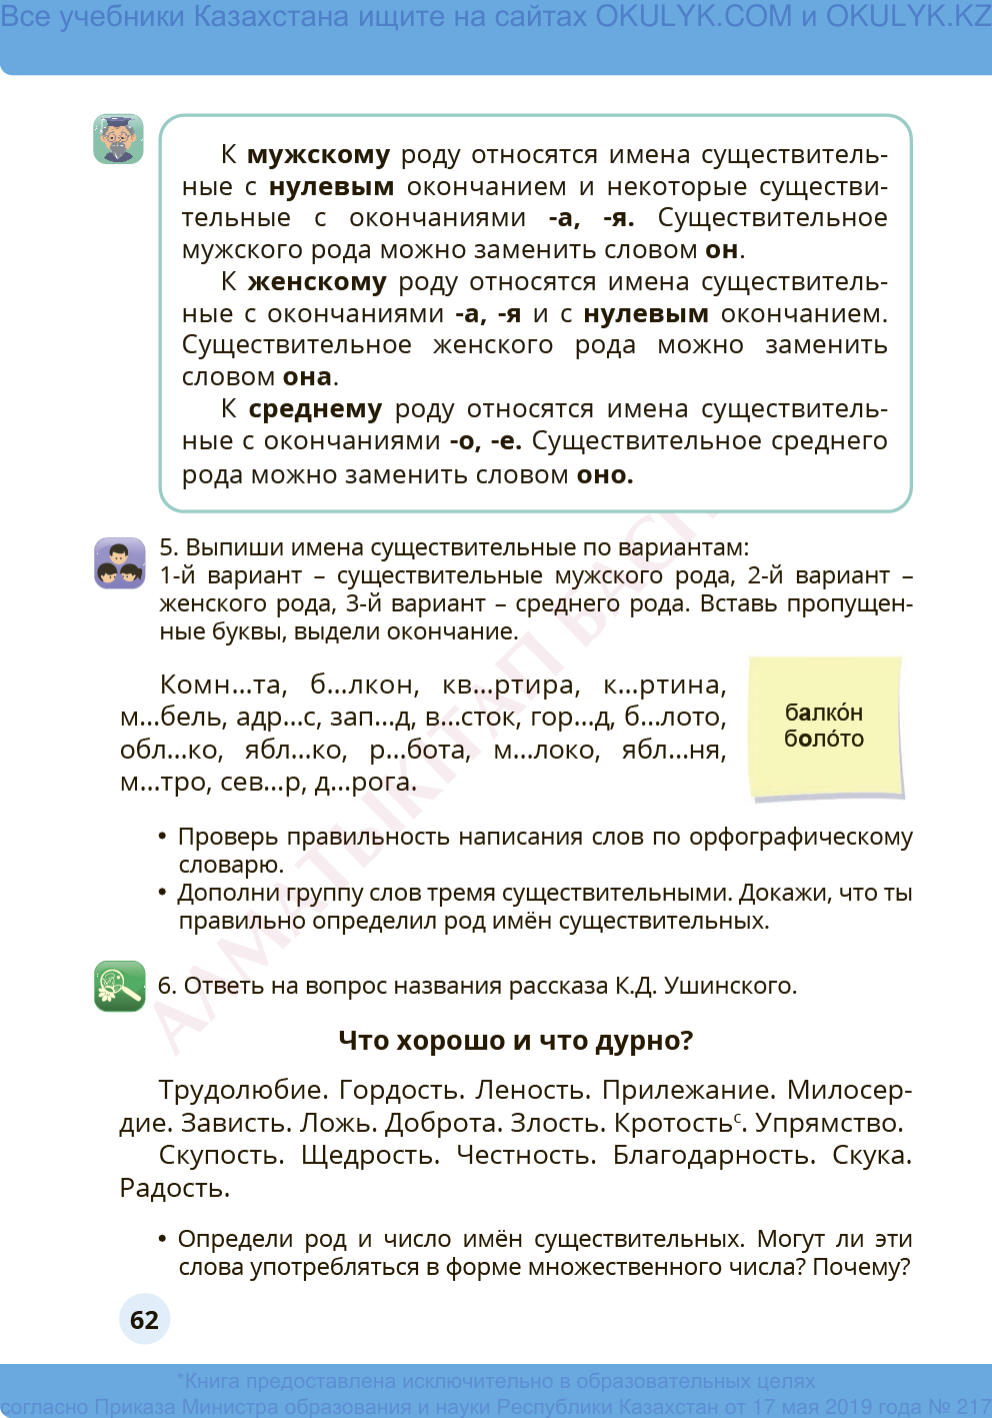 Все учебники Казахстана ищите на сайтах OKULYK.COM и OKULYK.KZ
К мужскому роду относятся имена существитель-
ные с нулевым окончанием и некоторые существи-
тельные с окончаниями -а, -я. Существительное
мужского рода можно заменить словом он.
К женскому роду относятся имена существитель-
ные с окончаниями -а, -я и с нулевым окончанием.
Существительное женского рода можно заменить
словом она.
К среднему роду относятся имена существитель-
ные с окончаниями -о, -е. Существительное среднего
рода можно заменить словом оно.
5. Выпиши имена существительные по вариантам:
1-й вариант – существительные мужского рода, 2-й вариант –
женского рода, 3-й вариант – среднего рода. Вставь пропущен-
ные буквы, выдели окончание.
Комн...та, б...лкон, кв...ртира, к...ртина,
м...бель, адр...с, зап...д, в...сток, гор...д, б...лото,
обл...ко, ябл...ко, р...бота, м...локо, ябл...ня,
м...тро, сев...р, д...рога.
балко́н
боло́то
• Проверь правильность написания слов по орфографическому
словарю.
• Дополни группу слов тремя существительными. Докажи, что ты
правильно определил род имён существительных.
6. Ответь на вопрос названия рассказа К.Д. Ушинского.
Что хорошо и что дурно?
Трудолюбие. Гордость. Леность. Прилежание. Милосер-
дие. Зависть. Ложь. Доброта. Злость. Кротостьᶜ. Упрямство.
Скупость. Щедрость. Честность. Благодарность. Скука.
Радость.
• Определи род и число имён существительных. Могут ли эти
слова употребляться в форме множественного числа? Почему?
62
*Книга предоставлена исключительно в образовательных целях
согласно Приказа Министра образования и науки Республики Казахстан от 17 мая 2019 года № 217
АЛМАТЫКІТАП БАСП